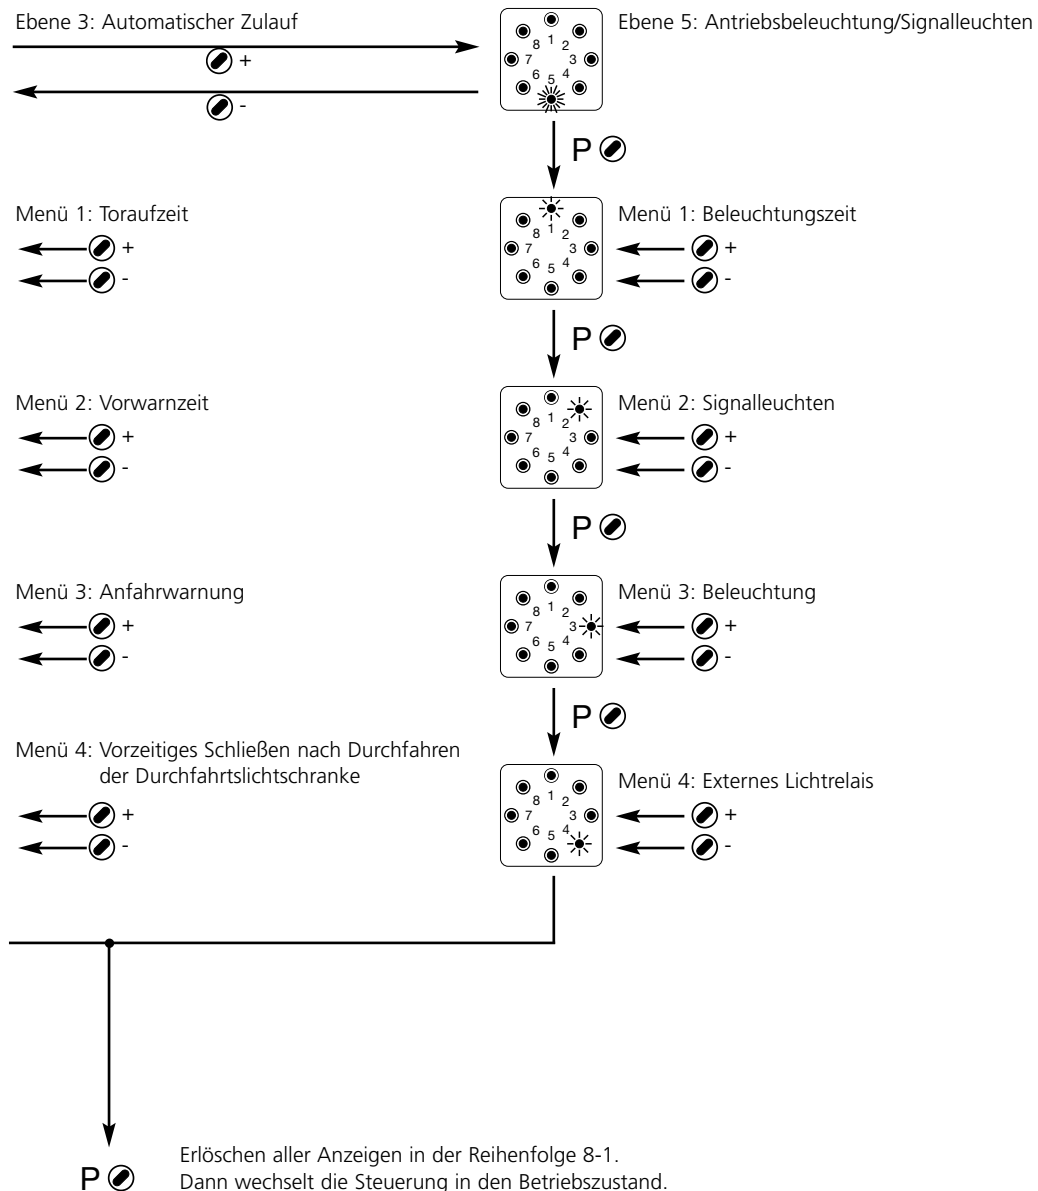 Ebene 3: Automatischer Zulauf
+
-
8 1 2
7 3
6 5 4
Ebene 5: Antriebsbeleuchtung/Signalleuchten
P
Menü 1: Toraufzeit
+
-
8 1 2
7 3
6 5 4
Menü 1: Beleuchtungszeit
+
-
P
Menü 2: Vorwarnzeit
+
-
8 1 2
7 3
6 5 4
Menü 2: Signalleuchten
+
-
P
Menü 3: Anfahrwarnung
+
-
8 1 2
7 3
6 5 4
Menü 3: Beleuchtung
+
-
P
Menü 4: Vorzeitiges Schließen nach Durchfahren
der Durchfahrtslichtschranke
+
-
8 1 2
7 3
6 5 4
Menü 4: Externes Lichtrelais
+
-
P
Erlöschen aller Anzeigen in der Reihenfolge 8-1.
Dann wechselt die Steuerung in den Betriebszustand.